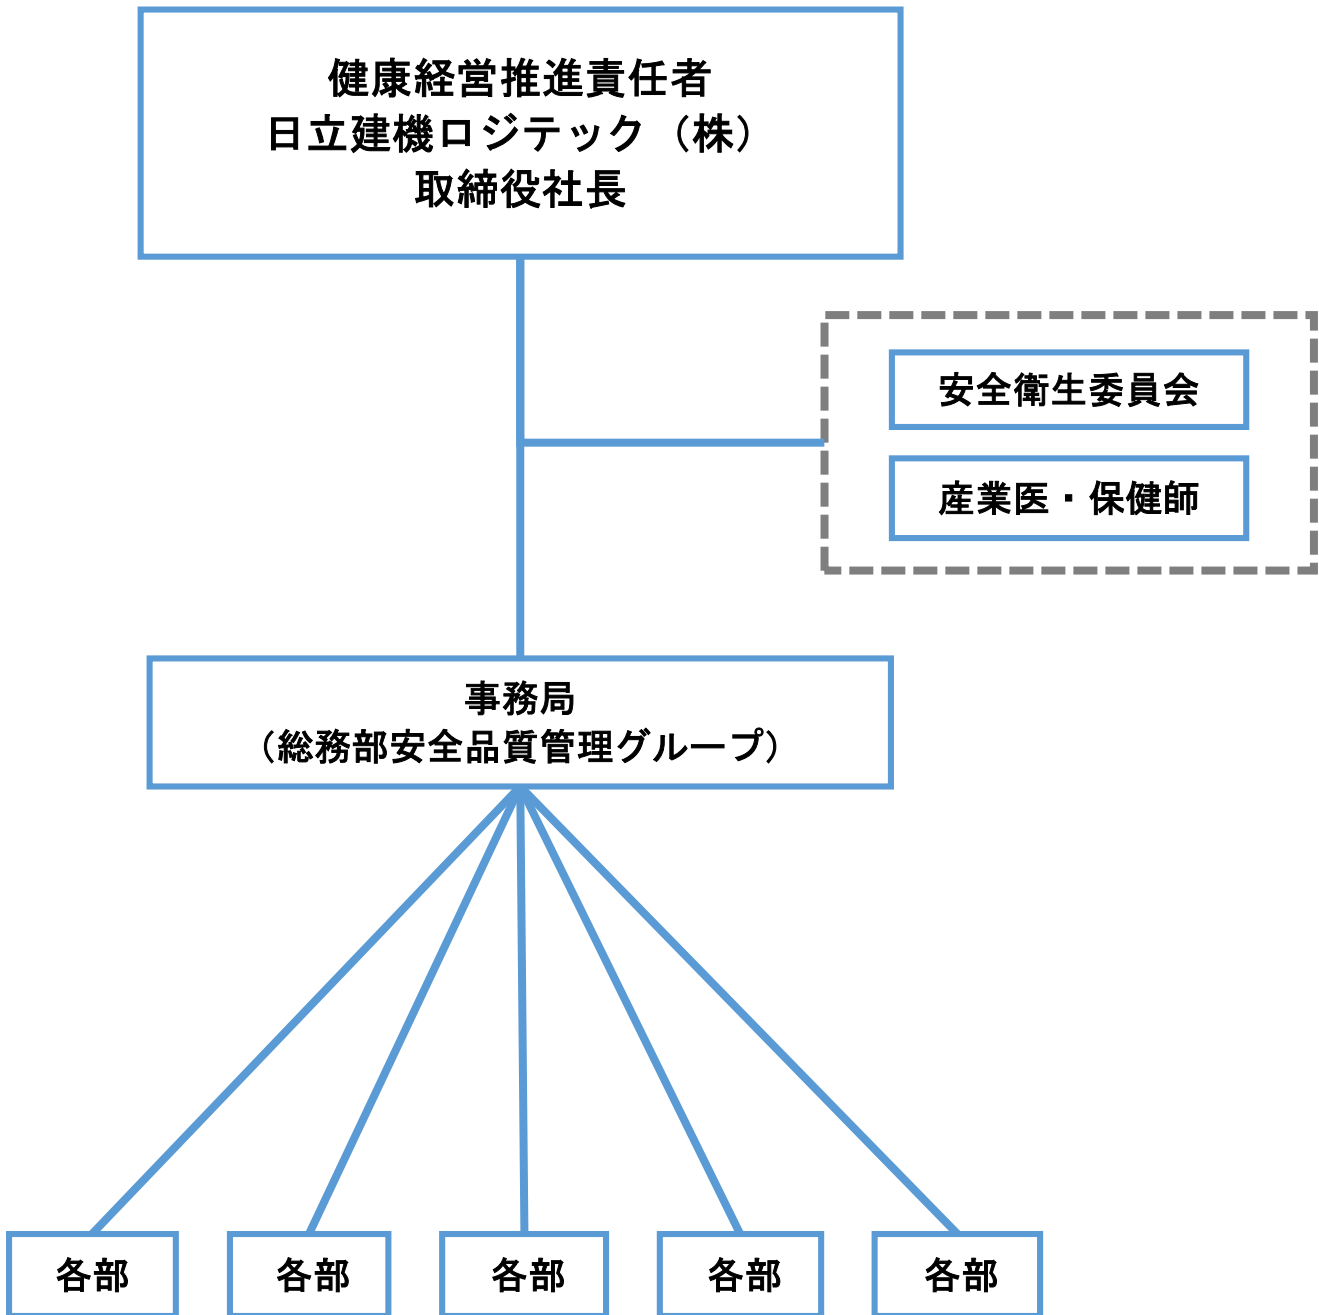 健康経営推進責任者
日立建機ロジテック（株）
取締役社長
安全衛生委員会
産業医・保健師
事務局
（総務部安全品質管理グループ）
各部
各部
各部
各部
各部